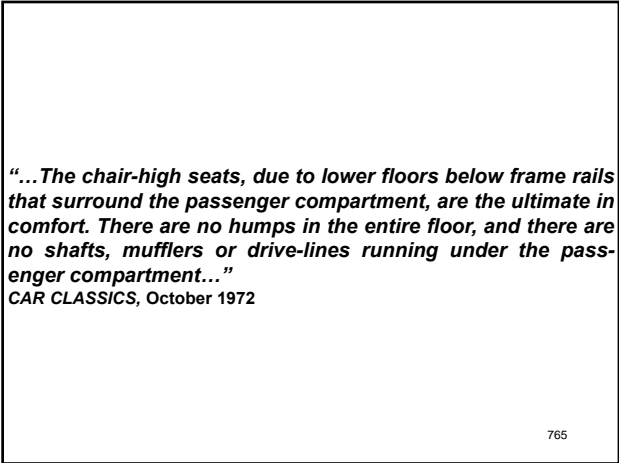 “…The chair-high seats, due to lower floors below frame rails
that surround the passenger compartment, are the ultimate in
comfort. There are no humps in the entire floor, and there are
no shafts, mufflers or drive-lines running under the pass-
enger compartment…”
CAR CLASSICS, October 1972
765